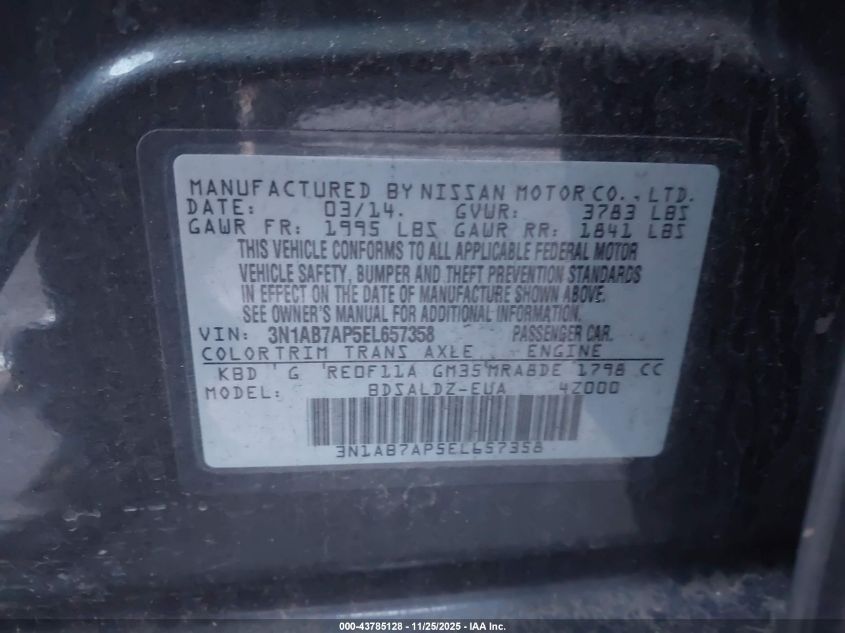 MANUFACTURED BY NISSAN MOTOR CO., LTD.
DATE: 03/14. GVWR: 3783 LBS
GAWR FR: 1995 LBS GAWR RR: 1841 LBS
THIS VEHICLE CONFORMS TO ALL APPLICABLE FEDERAL MOTOR
VEHICLE SAFETY, BUMPER AND THEFT PREVENTION STANDARDS
IN EFFECT ON THE DATE OF MANUFACTURE SHOWN ABOVE.
SEE OWNER'S MANUAL FOR ADDITIONAL INFORMATION.
VIN: 3N1AB7AP5EL657358 PASSENGER CAR.
COLOR TRIM TRANS AXLE ENGINE
KBD G RE0F11A GM35 MRA8DE 1798 CC
MODEL: BDSALDZ-EUA 4Z000
3N1AB7AP5EL657358
000-43785128 - 11/25/2025 - IAA Inc.